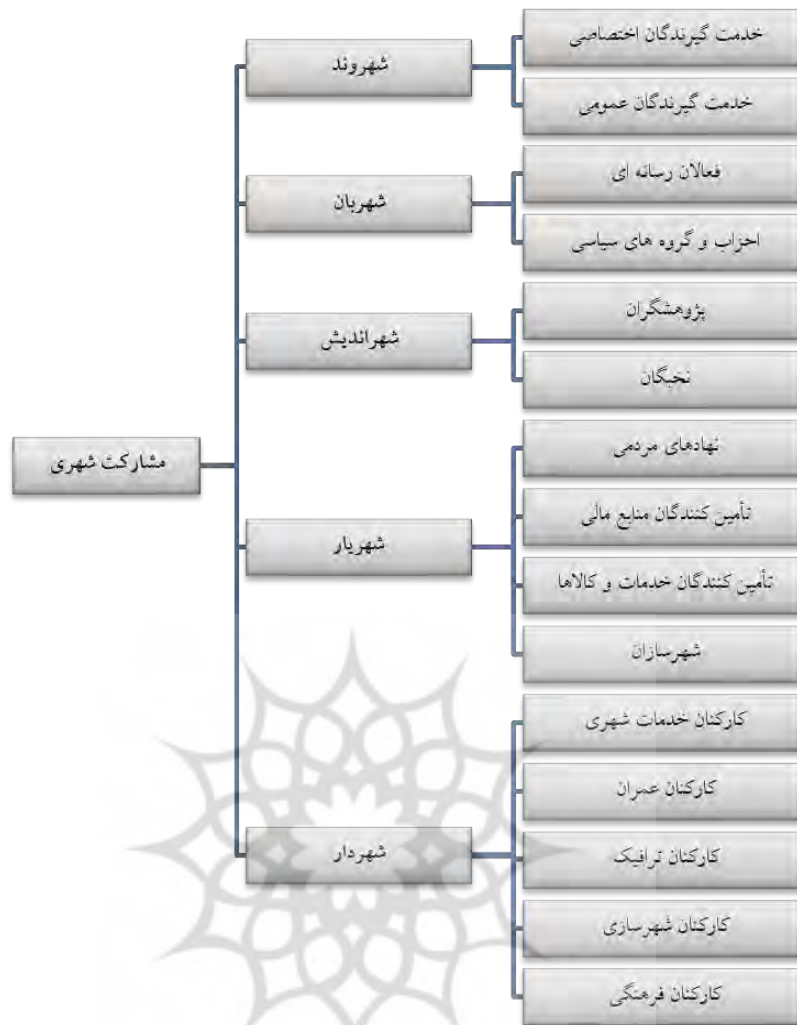 مشارکت شهری
شهروند
خدمت گیرندگان اختصاصی
خدمت گیرندگان عمومی
شهربان
فعالان رسانه ای
احزاب و گروه های سیاسی
شهراندیش
پژوهشگران
نخبگان
شهریار
نهادهای مردمی
تأمین کنندگان منابع مالی
تأمین کنندگان خدمات و کالاها
شهرسازان
شهردار
کارکنان خدمات شهری
کارکنان عمران
کارکنان ترافیک
کارکنان شهرسازی
کارکنان فرهنگی